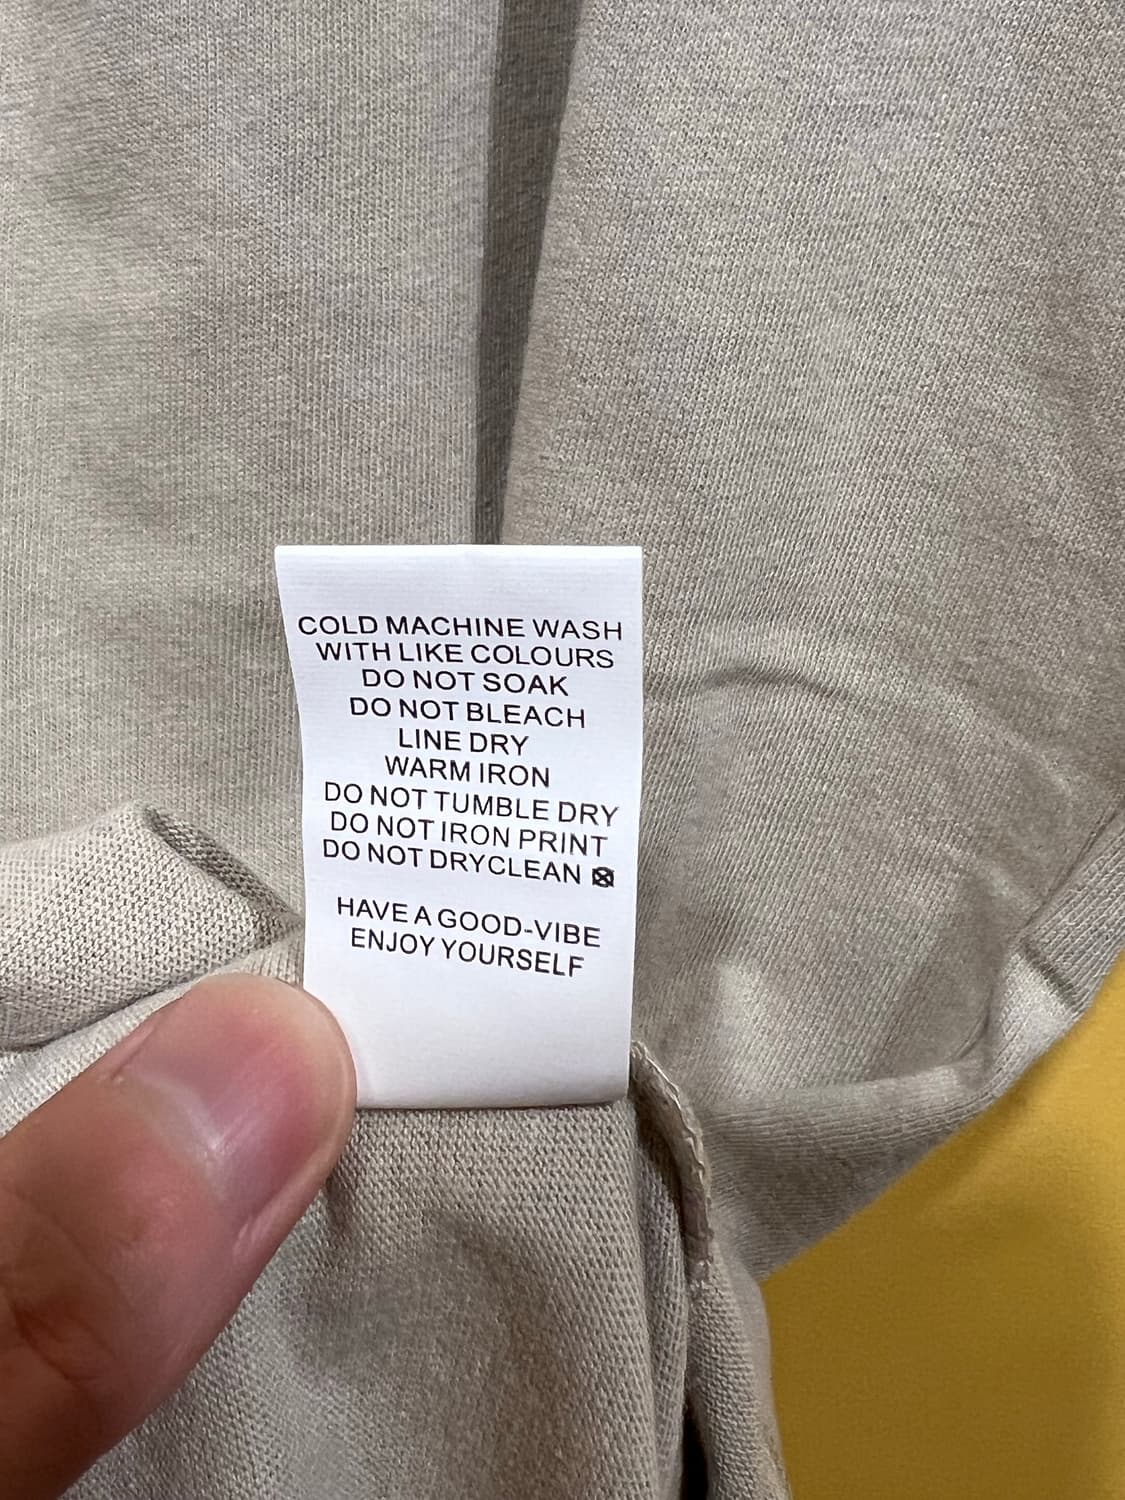 COLD MACHINE WASH
WITH LIKE COLOURS
DO NOT SOAK
DO NOT BLEACH
LINE DRY
WARM IRON
DO NOT TUMBLE DRY
DO NOT IRON PRINT
DO NOT DRYCLEAN
HAVE A GOOD-VIBE
ENJOY YOURSELF